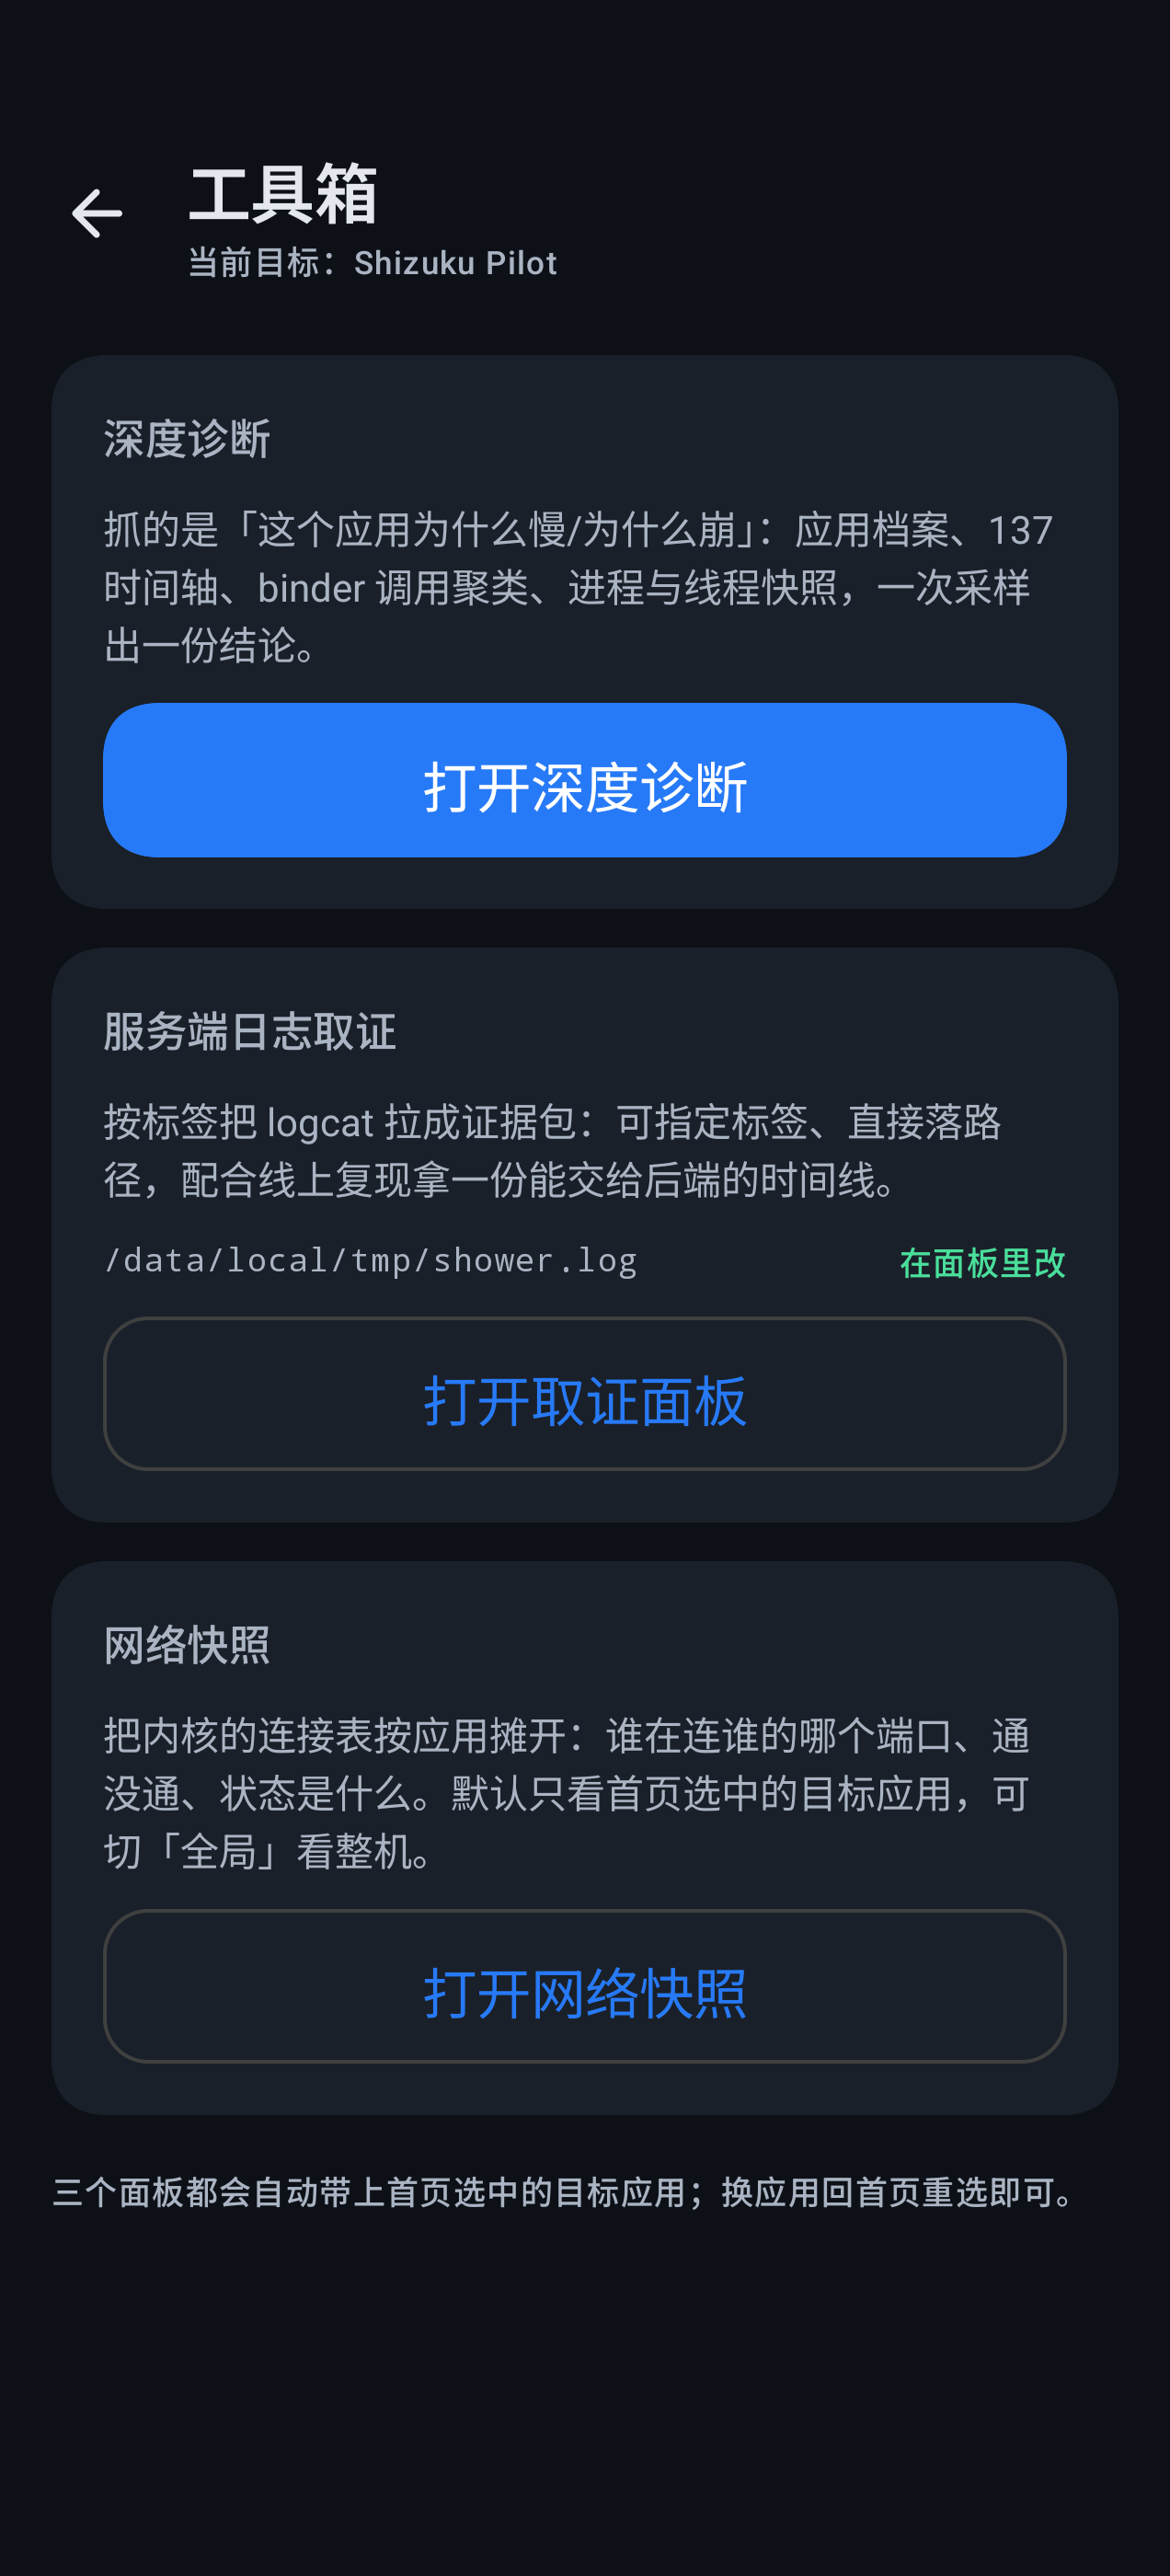 工具箱
当前目标：Shizuku Pilot
深度诊断
抓的是「这个应用为什么慢/为什么崩」：应用档案、137
时间轴、binder 调用聚类、进程与线程快照，一次采样
出一份结论。
打开深度诊断
服务端日志取证
按标签把 logcat 拉成证据包：可指定标签、直接落路
径，配合线上复现拿一份能交给后端的时间线。
/data/local/tmp/shower.log 在面板里改
打开取证面板
网络快照
把内核的连接表按应用摊开：谁在连谁的哪个端口、通
没通、状态是什么。默认只看首页选中的目标应用，可
切「全局」看整机。
打开网络快照
三个面板都会自动带上首页选中的目标应用；换应用回首页重选即可。